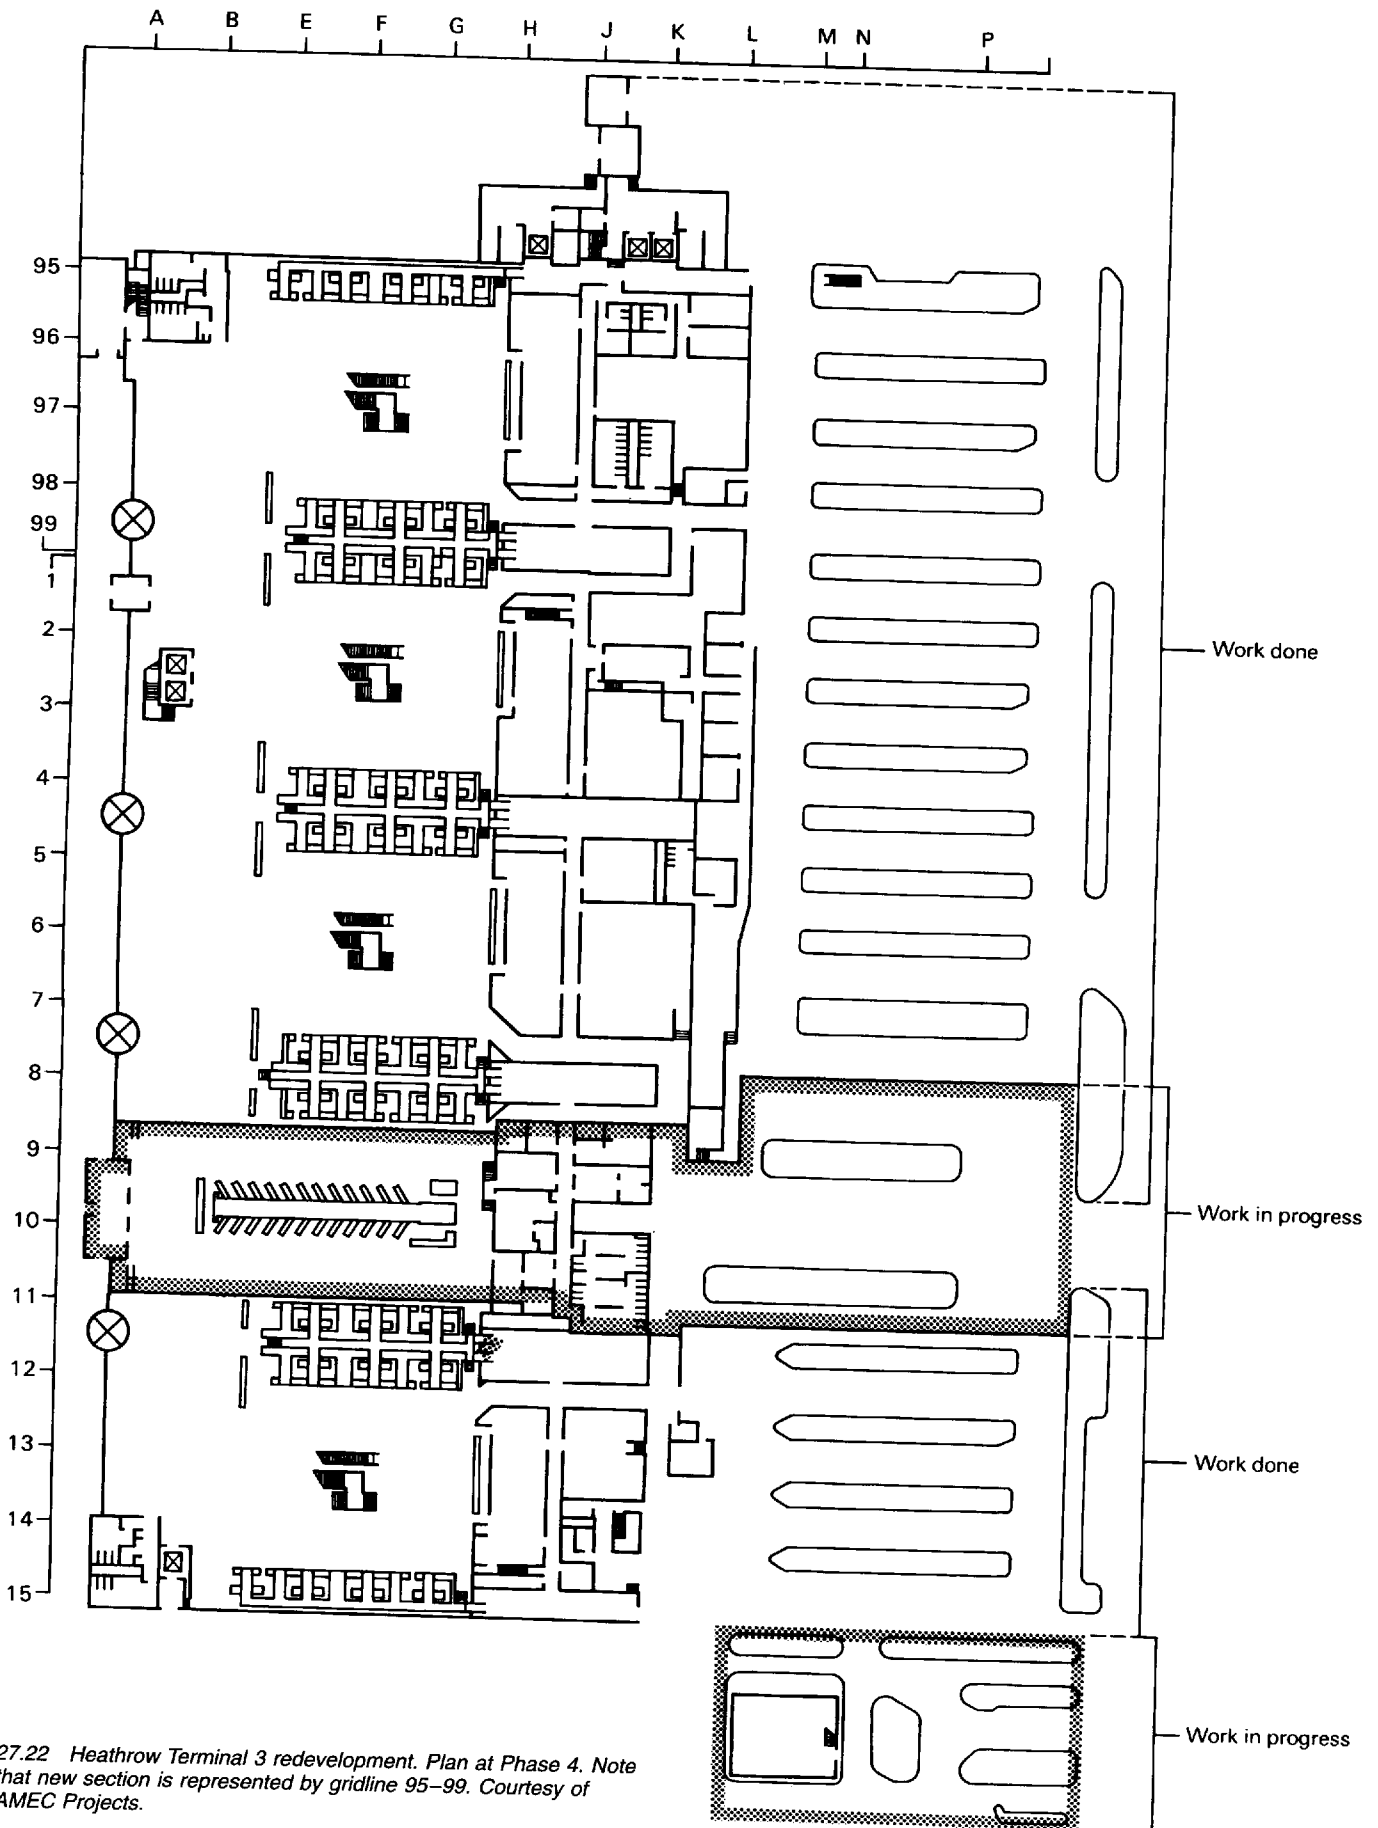 A B E F G H J K L M N P
95
96
97
98
99
1
2
3
4
5
6
7
8
9
10
11
12
13
14
15
Work done
Work in progress
Work done
Work in progress
27.22 Heathrow Terminal 3 redevelopment. Plan at Phase 4. Note
that new section is represented by gridline 95–99. Courtesy of
AMEC Projects.